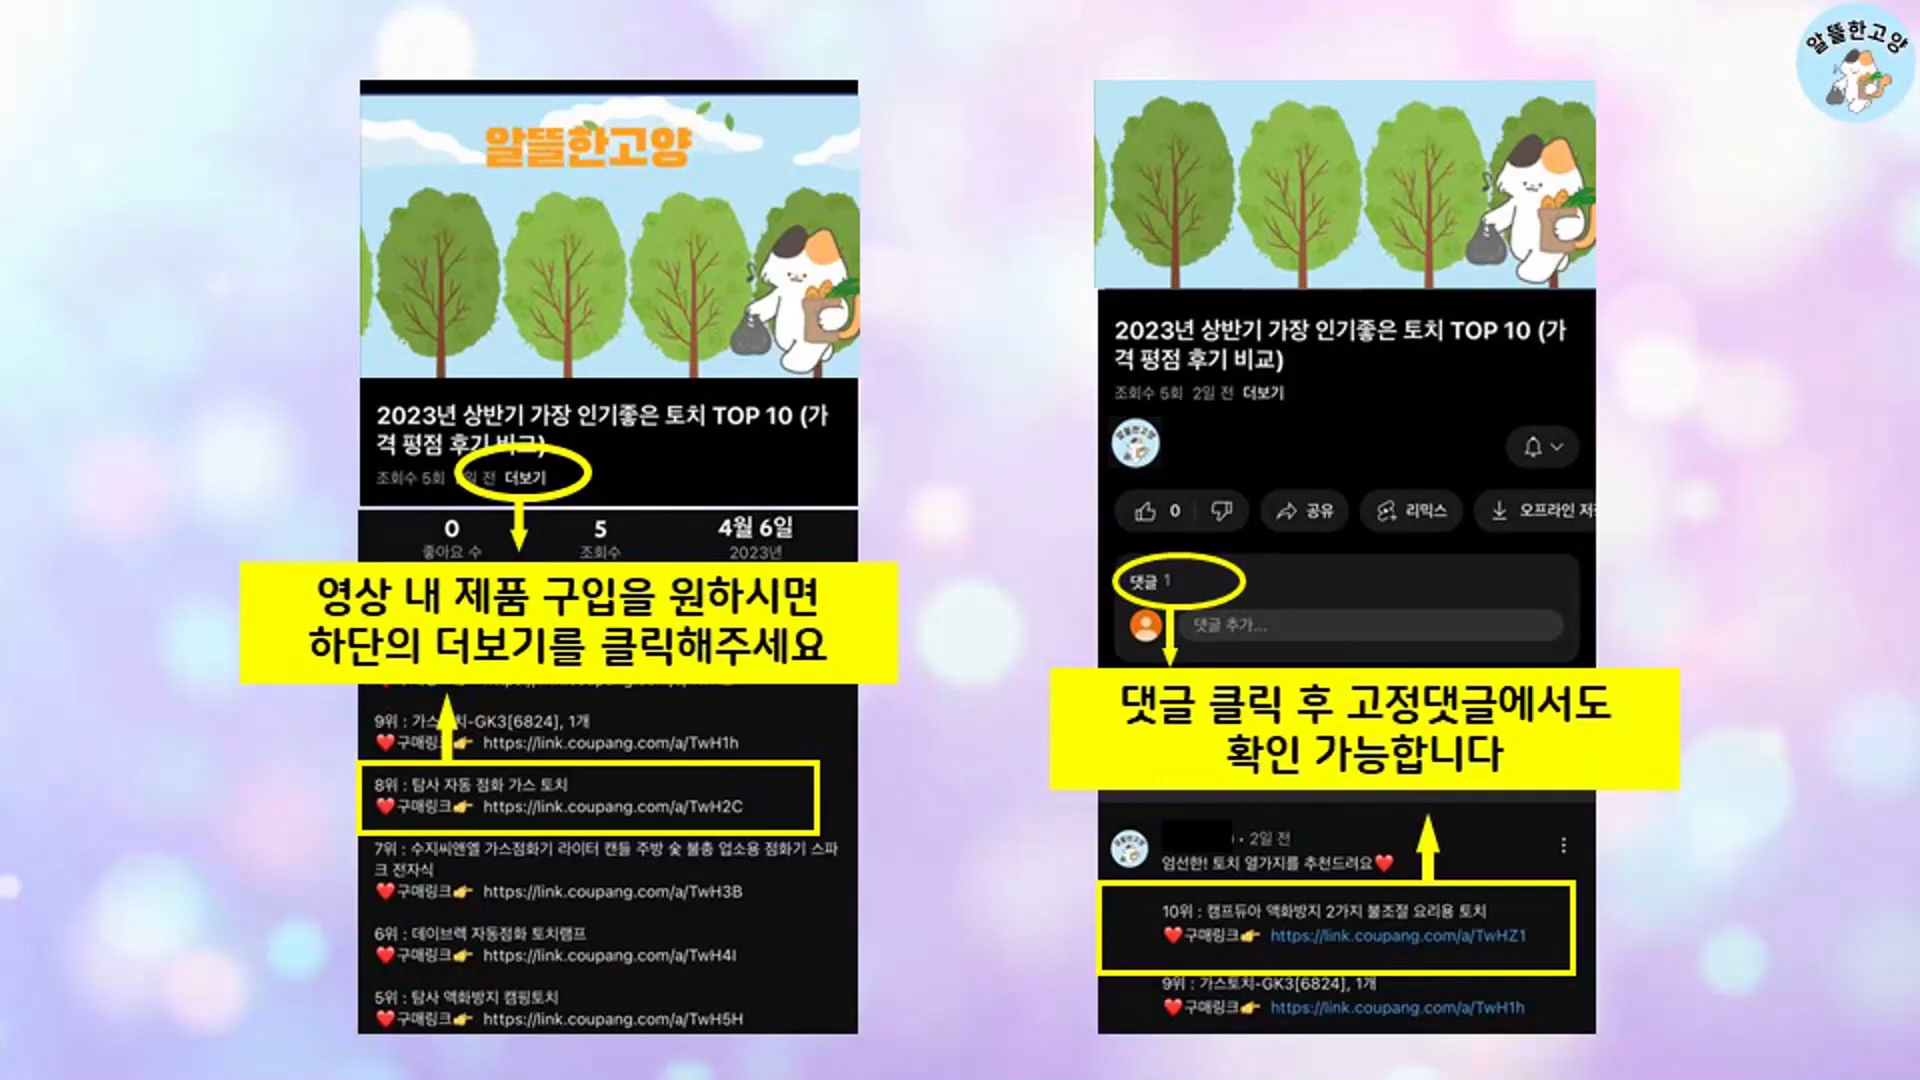 알뜰한고양
알뜰한고양
2023년 상반기 가장 인기좋은 토치 TOP 10 (가
격 평점 후기 비교)
조회수 5회 전 더보기
0 5 4월 6일
좋아요 수 조회수 2023년
영상 내 제품 구입을 원하시면
하단의 더보기를 클릭해주세요
9위 : 가스토치-GK3[6824], 1개
❤️구매링크👉 https://link.coupang.com/a/TwH1h
8위 : 탐사 자동 점화 가스 토치
❤️구매링크👉 https://link.coupang.com/a/TwH2C
7위 : 수지씨앤엘 가스점화기 라이터 캔들 주방 숯 불충 업소용 점화기 스파
크 전자식
❤️구매링크👉 https://link.coupang.com/a/TwH3B
6위 : 데이브렉 자동점화 토치램프
❤️구매링크👉 https://link.coupang.com/a/TwH4I
5위 : 탐사 액화방지 캠핑토치
❤️구매링크👉 https://link.coupang.com/a/TwH5H
2023년 상반기 가장 인기좋은 토치 TOP 10 (가
격 평점 후기 비교)
조회수 5회 2일 전 더보기
알뜰한고양
0 공유 리믹스 오프라인 저
댓글 1
댓글 추가...
댓글 클릭 후 고정댓글에서도
확인 가능합니다
알뜰한고양
• 2일 전
엄선한! 토치 열가지를 추천드려요❤️
10위 : 캠프듀아 액화방지 2가지 불조절 요리용 토치
❤️구매링크👉 https://link.coupang.com/a/TwHZ1
9위 : 가스토치-GK3[6824], 1개
❤️구매링크👉 https://link.coupang.com/a/TwH1h